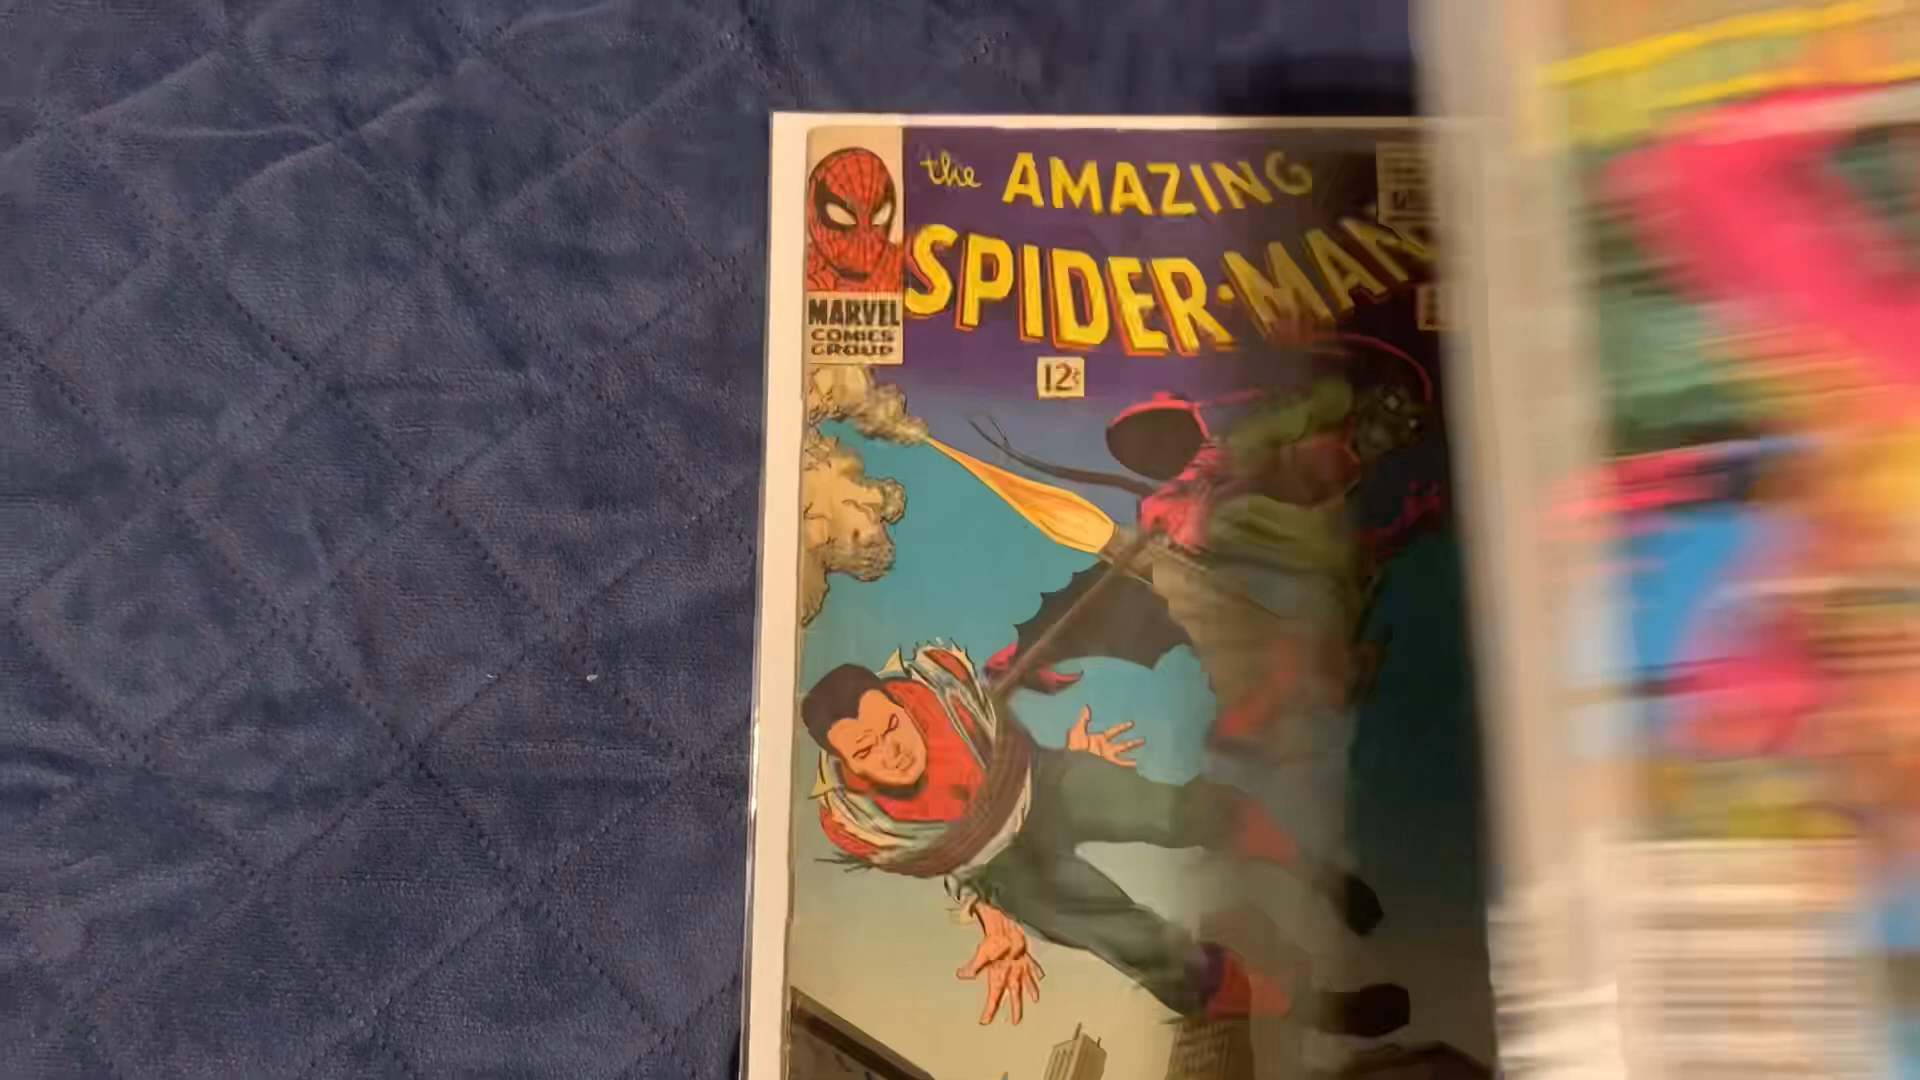 the AMAZING
SPIDER-MAN
MARVEL
COMICS
GROUP
12¢